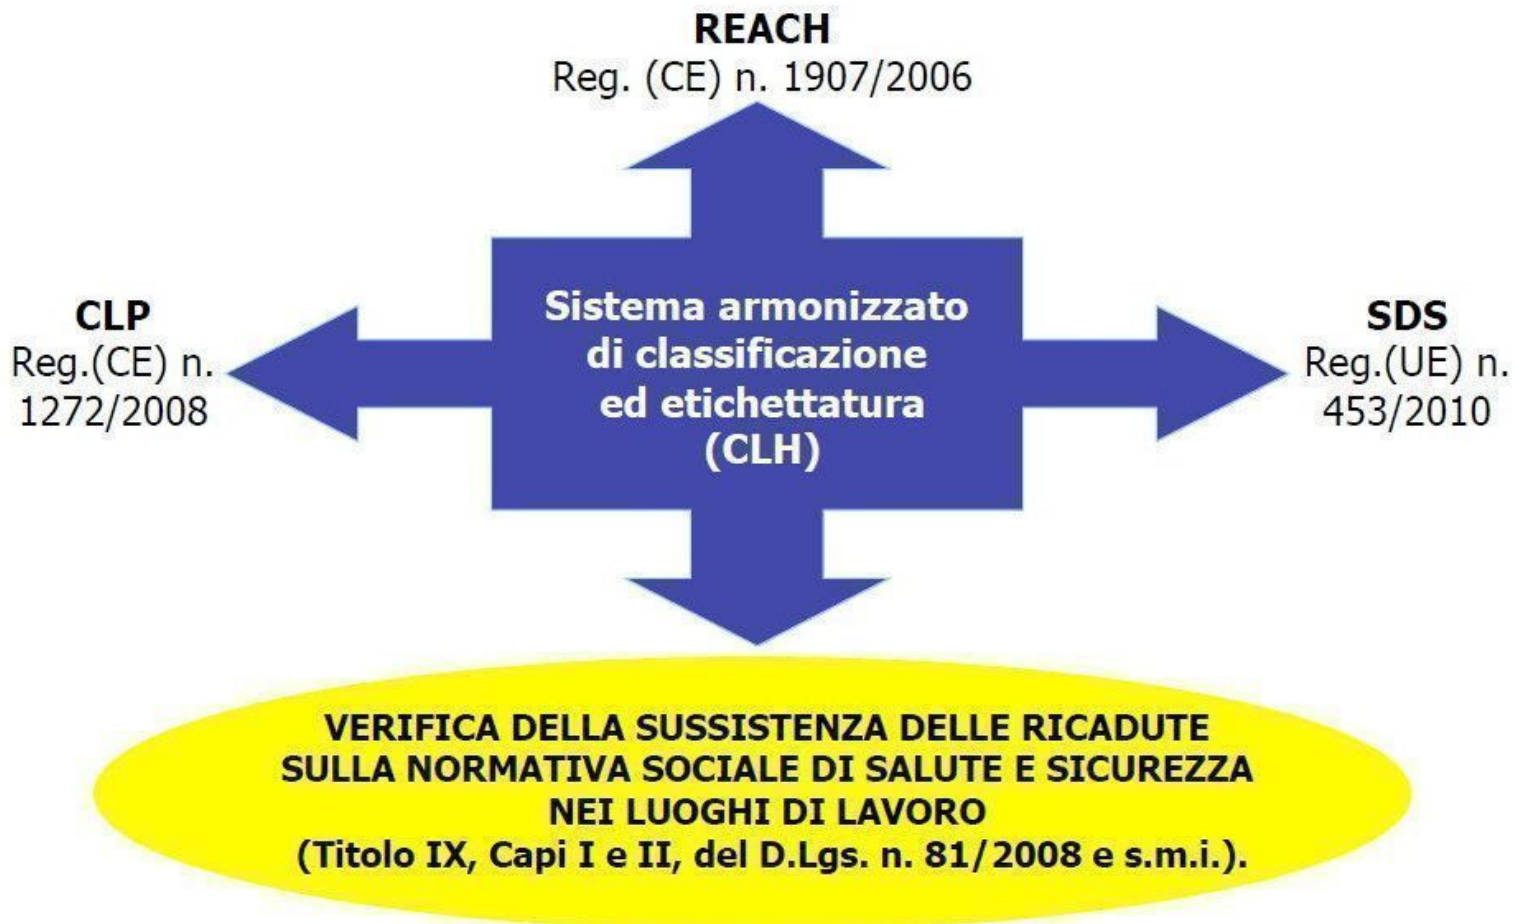 REACH
Reg. (CE) n. 1907/2006
CLP
Reg.(CE) n.
1272/2008
Sistema armonizzato
di classificazione
ed etichettatura
(CLH)
SDS
Reg.(UE) n.
453/2010
VERIFICA DELLA SUSSISTENZA DELLE RICADUTE
SULLA NORMATIVA SOCIALE DI SALUTE E SICUREZZA
NEI LUOGHI DI LAVORO
(Titolo IX, Capi I e II, del D.Lgs. n. 81/2008 e s.m.i.).